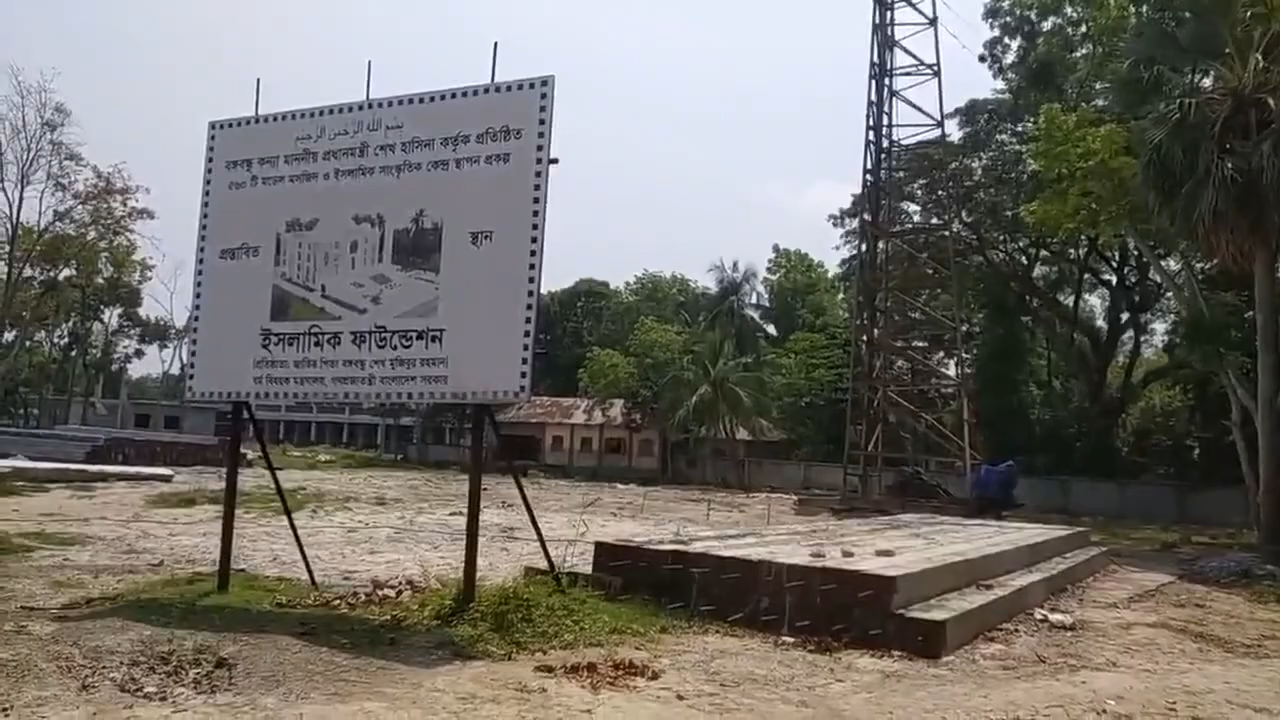 بسم الله الرحمن الرحيم
বঙ্গবন্ধু কন্যা মাননীয় প্রধানমন্ত্রী শেখ হাসিনা কর্তৃক প্রতিষ্ঠিত
৫৬০ টি মডেল মসজিদ ও ইসলামিক সাংস্কৃতিক কেন্দ্র স্থাপন প্রকল্প
প্রস্তাবিত স্থান
ইসলামিক ফাউন্ডেশন
(প্রতিষ্ঠাতা: জাতির পিতা বঙ্গবন্ধু শেখ মুজিবুর রহমান)
ধর্ম বিষয়ক মন্ত্রণালয়, গণপ্রজাতন্ত্রী বাংলাদেশ সরকার